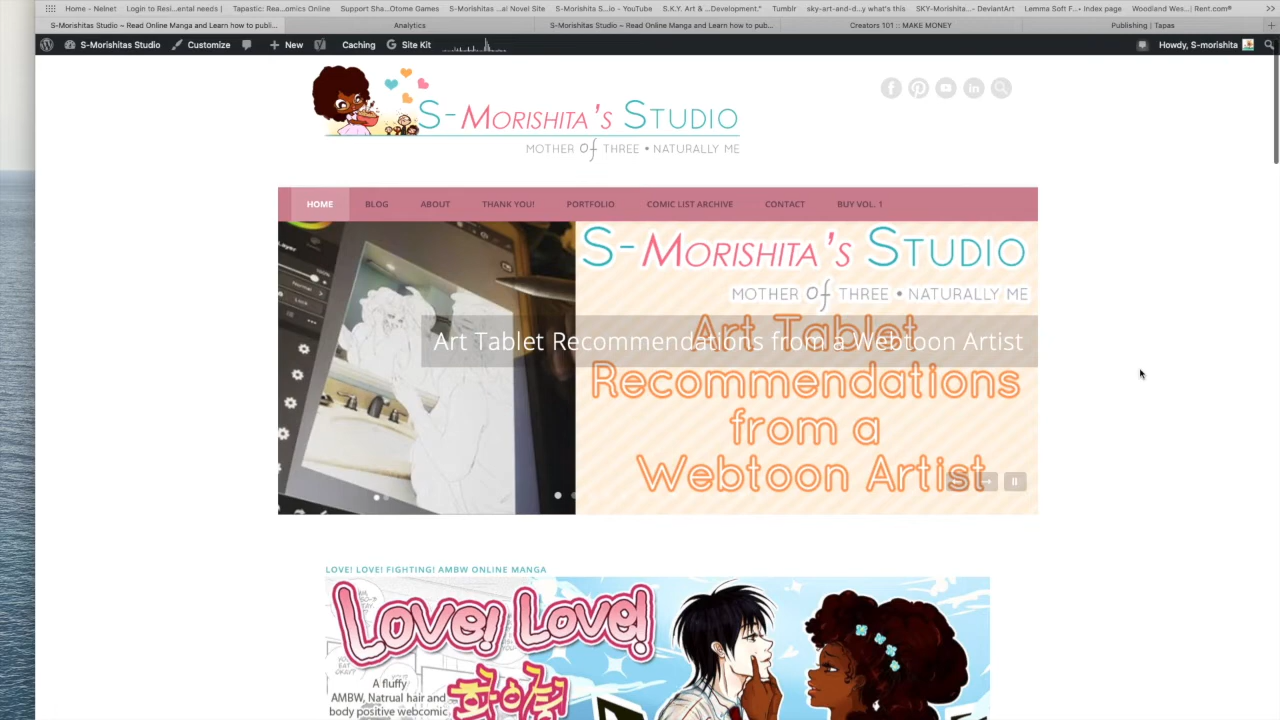 Home - Nelnet Login to Resi...ental needs | Tapastic: Rea...omics Online Support Sha...Otome Games S-Morishitas ...al Novel Site S-Morishita S...io - YouTube S.K.Y. Art & ...Development." Tumblr sky-art-and-d...y what's this SKY-Morishita... - DeviantArt Lemma Soft F... • Index page Woodland Wes...| Rent.com®
S-Morishitas Studio ~ Read Online Manga and Learn how to publi... Analytics S-Morishitas Studio ~ Read Online Manga and Learn how to pub... Creators 101 :: MAKE MONEY Publishing | Tapas
S-Morishitas Studio Customize New Caching Site Kit Howdy, S-morishita
S-Morishita's Studio
MOTHER of THREE • NATURALLY ME
HOME BLOG ABOUT THANK YOU! PORTFOLIO COMIC LIST ARCHIVE CONTACT BUY VOL. 1
S-Morishita's Studio
MOTHER of THREE • NATURALLY ME
Art Tablet
Recommendations
from a
Webtoon Artist
Art Tablet Recommendations from a Webtoon Artist
LOVE! LOVE! FIGHTING! AMBW ONLINE MANGA
Love! Love!
화이팅
A fluffy
AMBW, Natrual hair and
body positive webcomic